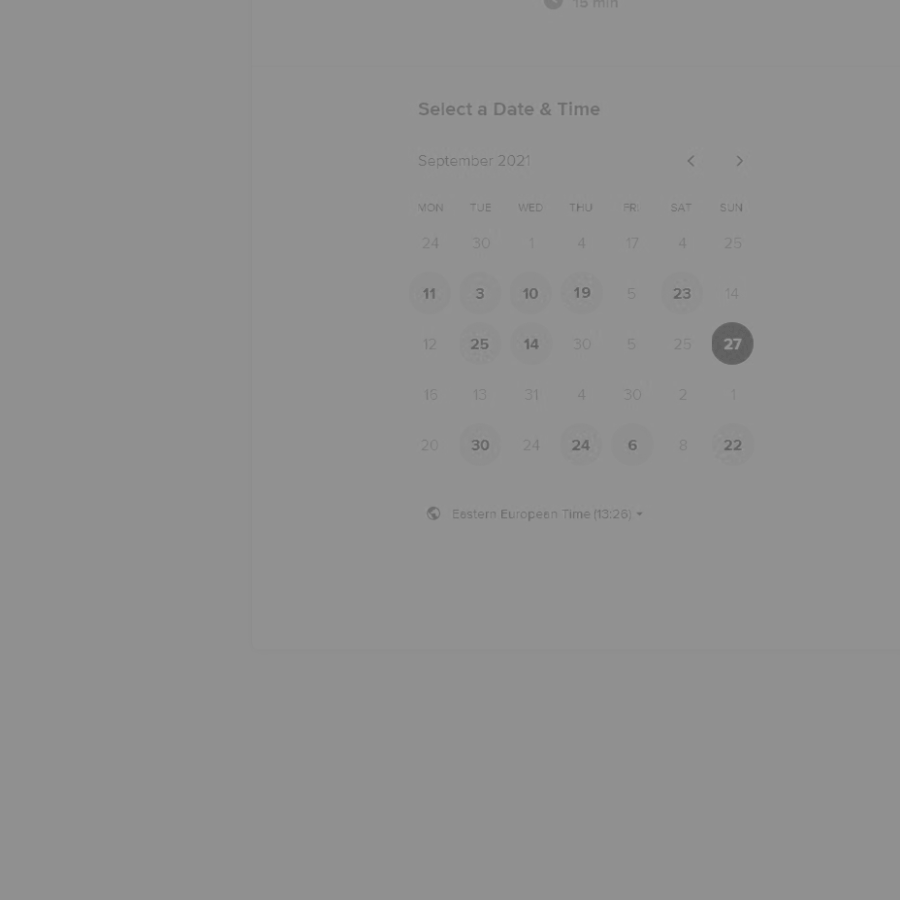 15 min
Select a Date & Time
September 2021
MON TUE WED THU FRI SAT SUN
24 30 1 4 17 4 25
11 3 10 19 5 23 14
12 25 14 30 5 25 27
16 13 31 4 30 2 1
20 30 24 24 6 8 22
Eastern European Time (13:26)